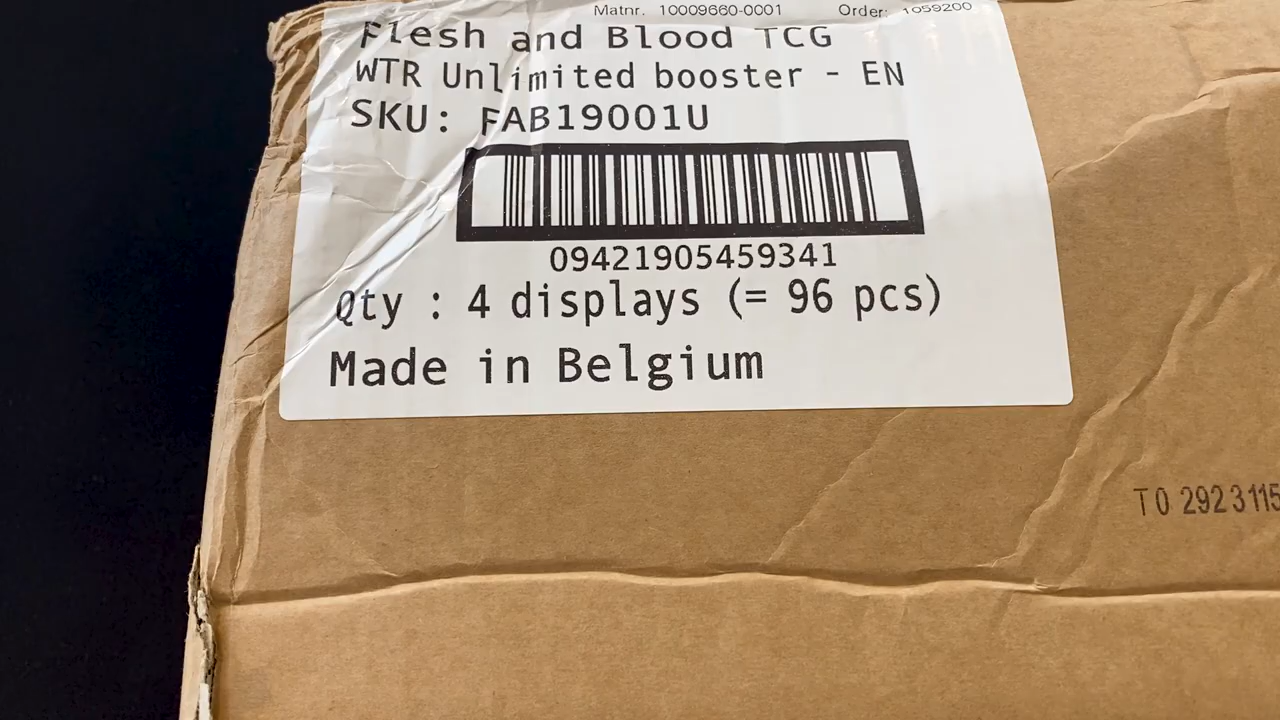 Matnr. 10009660-0001 Order: 1059200
Flesh and Blood TCG
WTR Unlimited booster - EN
SKU: FAB19001U
09421905459341
Qty : 4 displays (= 96 pcs)
Made in Belgium
T0 2923115